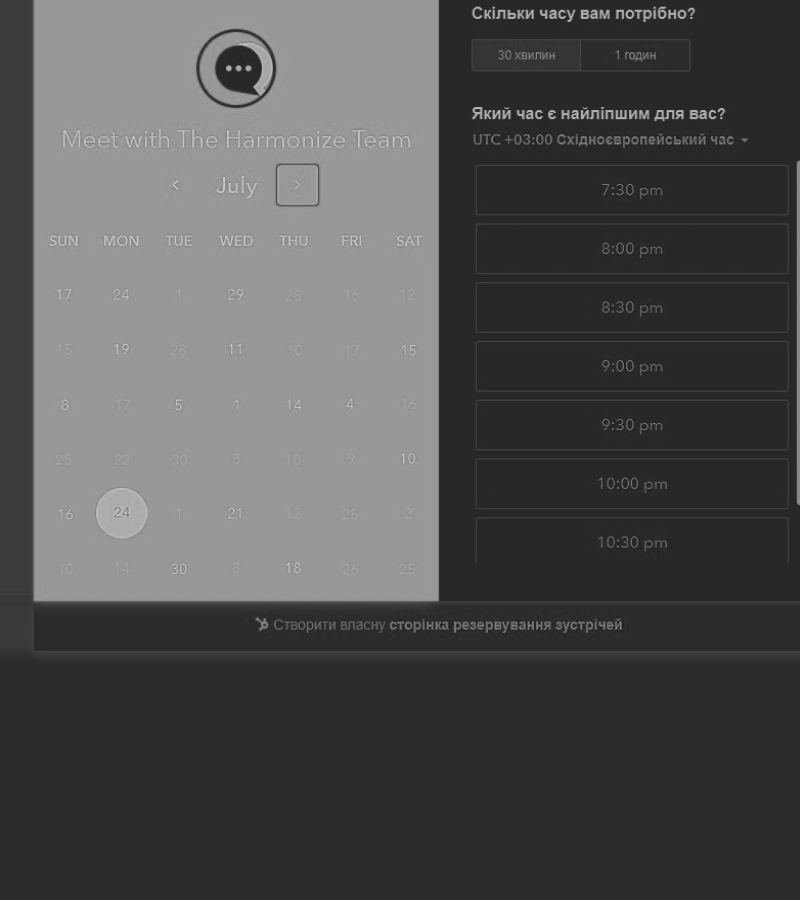 Meet with The Harmonize Team
July
SUN MON TUE WED THU FRI SAT
17 24 1 29 28 16 12
15 19 28 11 10 17 15
8 17 5 1 14 4 16
25 22 30 8 18 9 10
16 24 1 21 12 25 2
10 14 30 8 18 26 25
Скільки часу вам потрібно?
30 хвилин 1 годин
Який час є найліпшим для вас?
UTC +03:00 Східноєвропейський час
7:30 pm
8:00 pm
8:30 pm
9:00 pm
9:30 pm
10:00 pm
10:30 pm
Створити власну сторінка резервування зустрічей